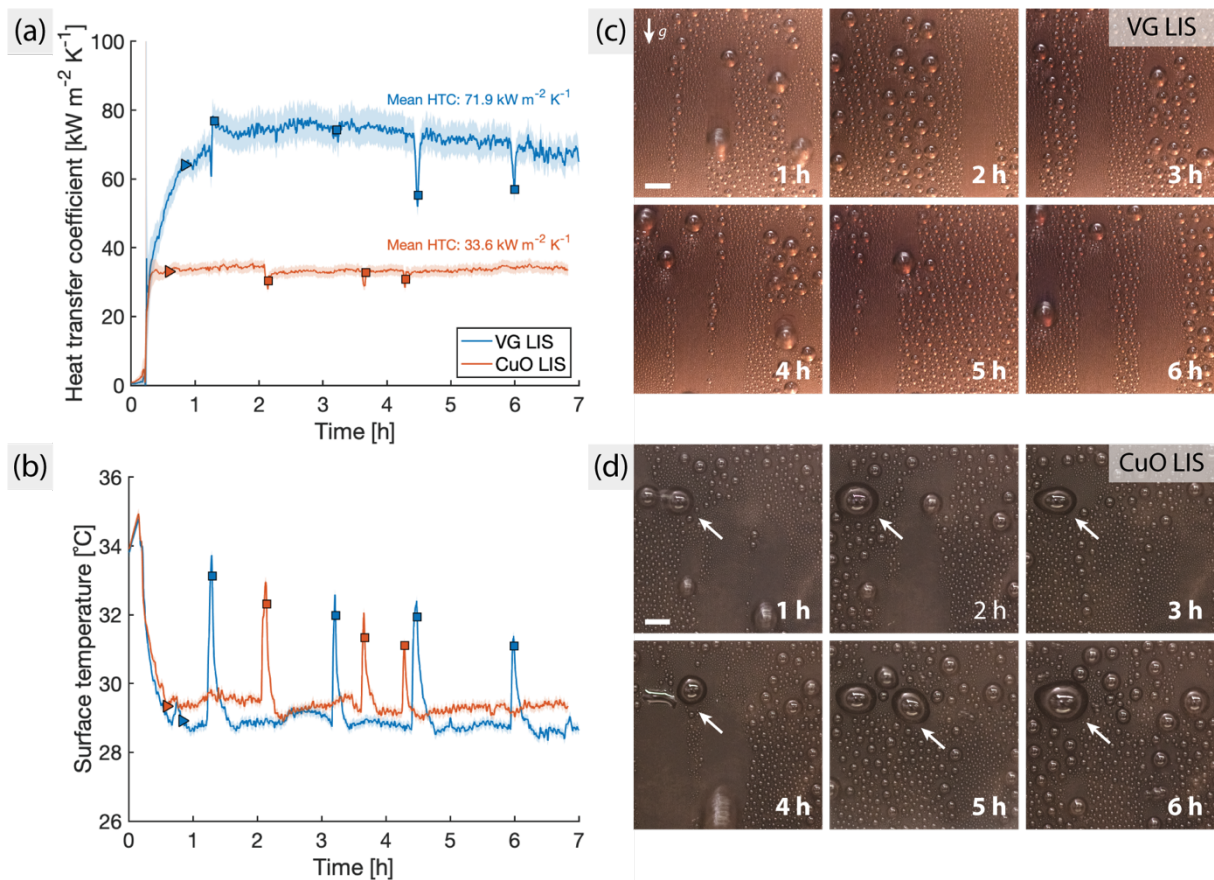 (a)
Heat transfer coefficient [kW m⁻² K⁻¹]
100
80
60
40
20
0
Mean HTC: 71.9 kW m⁻² K⁻¹
Mean HTC: 33.6 kW m⁻² K⁻¹
VG LIS
CuO LIS
0 1 2 3 4 5 6 7
Time [h]
(b)
Surface temperature [°C]
36
34
32
30
28
26
0 1 2 3 4 5 6 7
Time [h]
(c)
g
VG LIS
1 h
2 h
3 h
4 h
5 h
6 h
(d)
CuO LIS
1 h
2 h
3 h
4 h
5 h
6 h